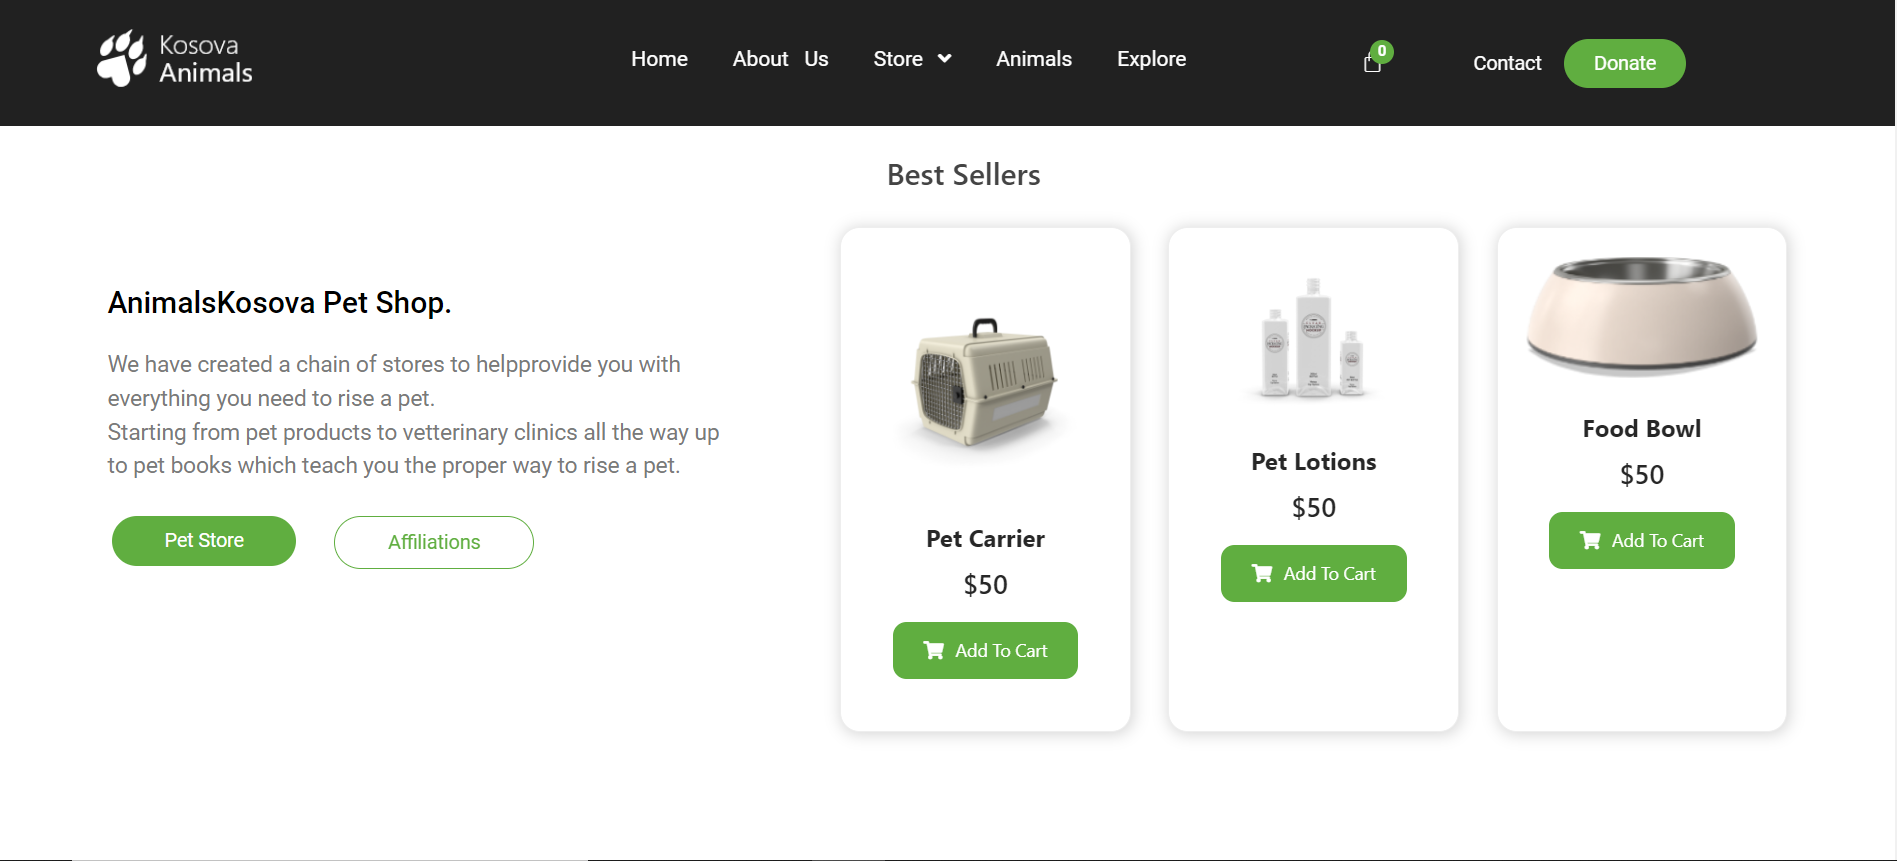 Kosova
Animals
Home
About Us
Store
Animals
Explore
0
Contact
Donate
Best Sellers
AnimalsKosova Pet Shop.
We have created a chain of stores to helpprovide you with
everything you need to rise a pet.
Starting from pet products to vetterinary clinics all the way up
to pet books which teach you the proper way to rise a pet.
Pet Store
Affiliations
Pet Carrier
$50
Add To Cart
Pet Lotions
$50
Add To Cart
Food Bowl
$50
Add To Cart